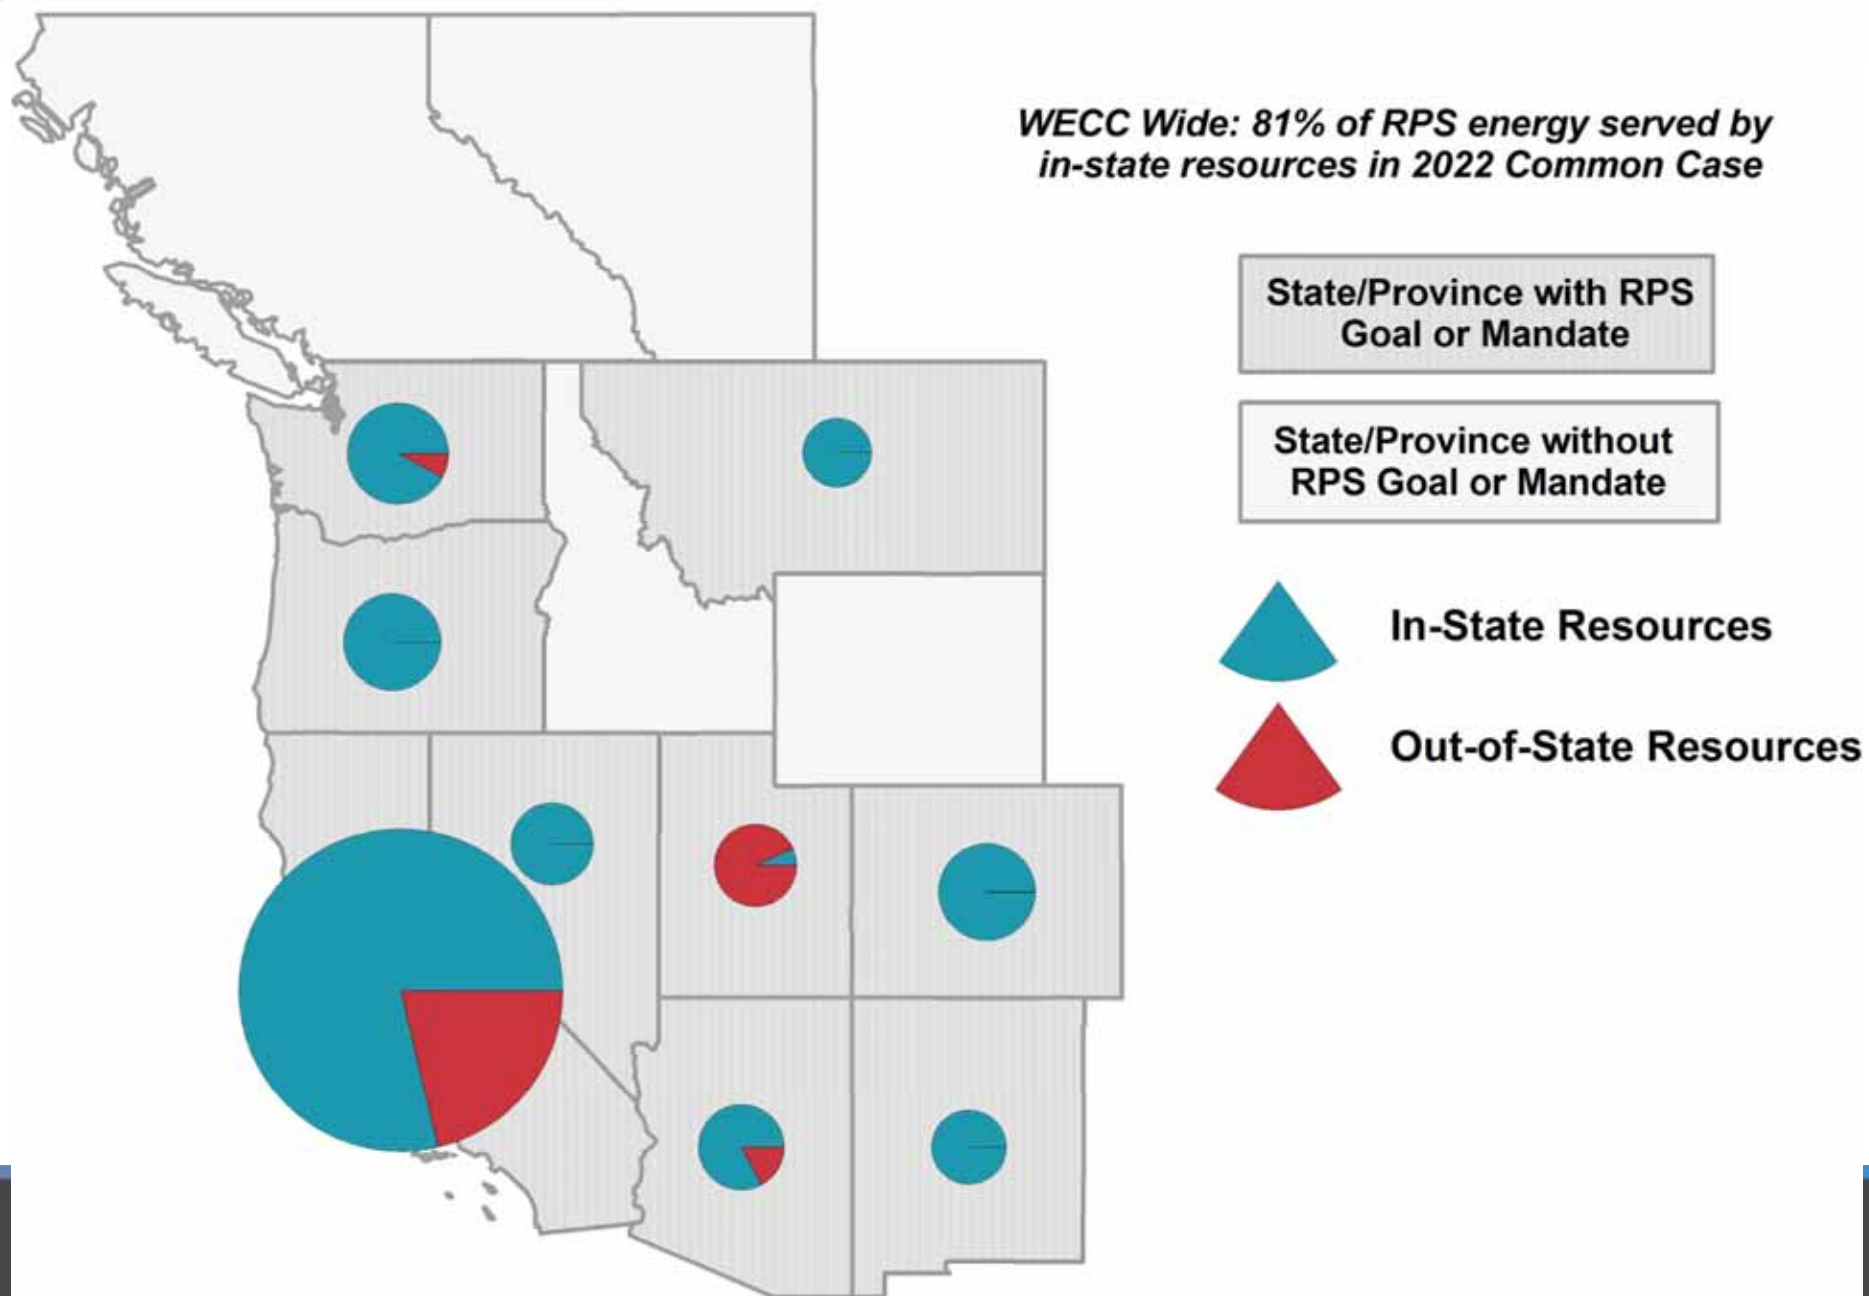 WECC Wide: 81% of RPS energy served by
in-state resources in 2022 Common Case
State/Province with RPS
Goal or Mandate
State/Province without
RPS Goal or Mandate
In-State Resources
Out-of-State Resources